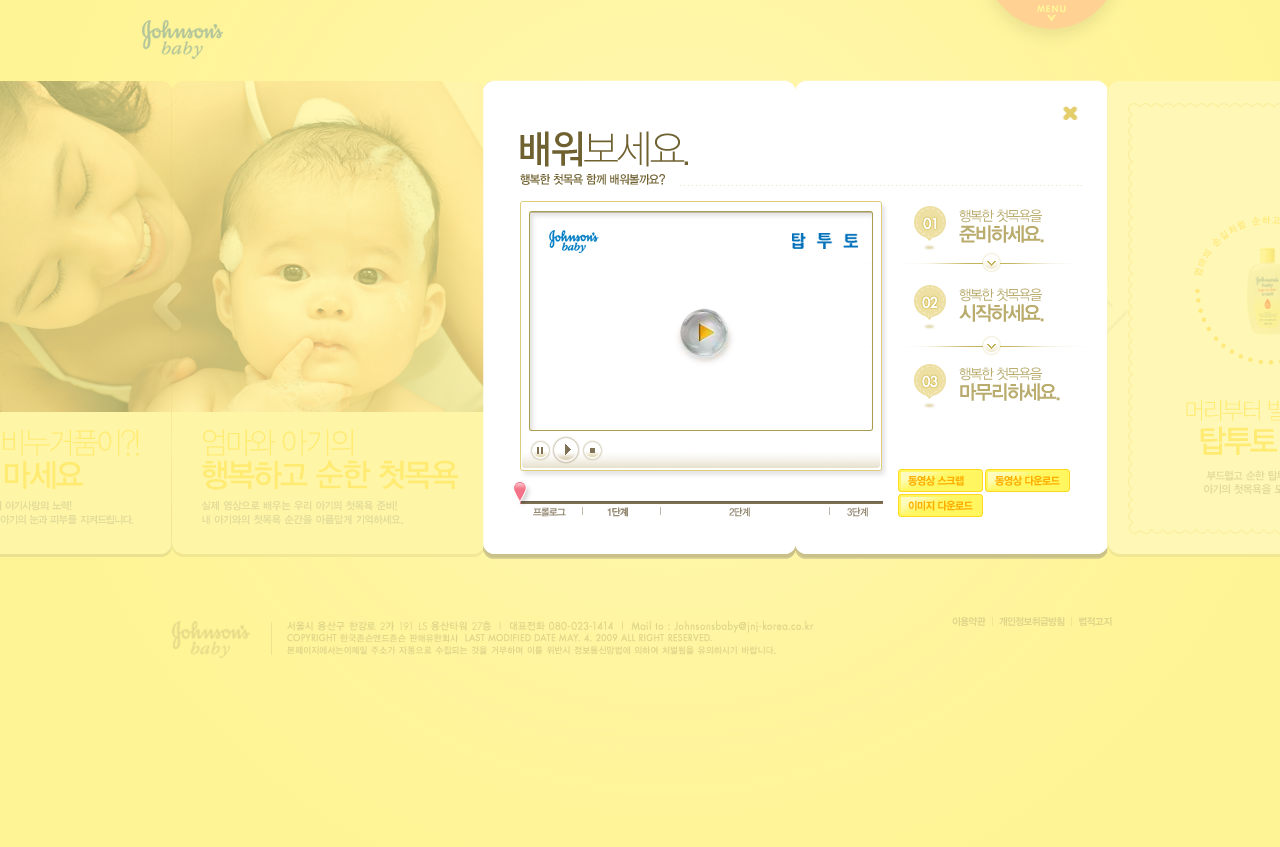 Johnson's baby
MENU
배워보세요.
행복한 첫목욕 함께 배워볼까요?
Johnson's baby
탑 투 토
01 행복한 첫목욕을
준비하세요.
02 행복한 첫목욕을
시작하세요.
03 행복한 첫목욕을
마무리하세요.
동영상 스크랩 동영상 다운로드
이미지 다운로드
프롤로그 1단계 2단계 3단계
비누거품이?!
마세요
아기사랑의 노력!
아기의 눈과 피부를 지켜드립니다.
엄마와 아기의
행복하고 순한 첫목욕
실제 영상으로 배우는 우리 아기의 첫목욕 준비!
내 아기와의 첫목욕 순간을 아름답게 기억하세요.
머리부터 발
탑투토
부드럽고 순한 탑
아기의 첫목욕을 도
Johnson's baby
서울시 용산구 한강로 2가 191 LS 용산타워 27층 | 대표전화 080-023-1414 | Mail to : Johnsonsbaby@jnj-korea.co.kr
COPYRIGHT 한국존슨앤드존슨 판매유한회사 LAST MODIFIED DATE MAY. 4. 2009 ALL RIGHT RESERVED.
본페이지에서는이메일 주소가 자동으로 수집되는 것을 거부하며 이를 위반시 정보통신망법에 의하여 처벌됨을 유의하시기 바랍니다.
이용약관 | 개인정보취급방침 | 법적고지